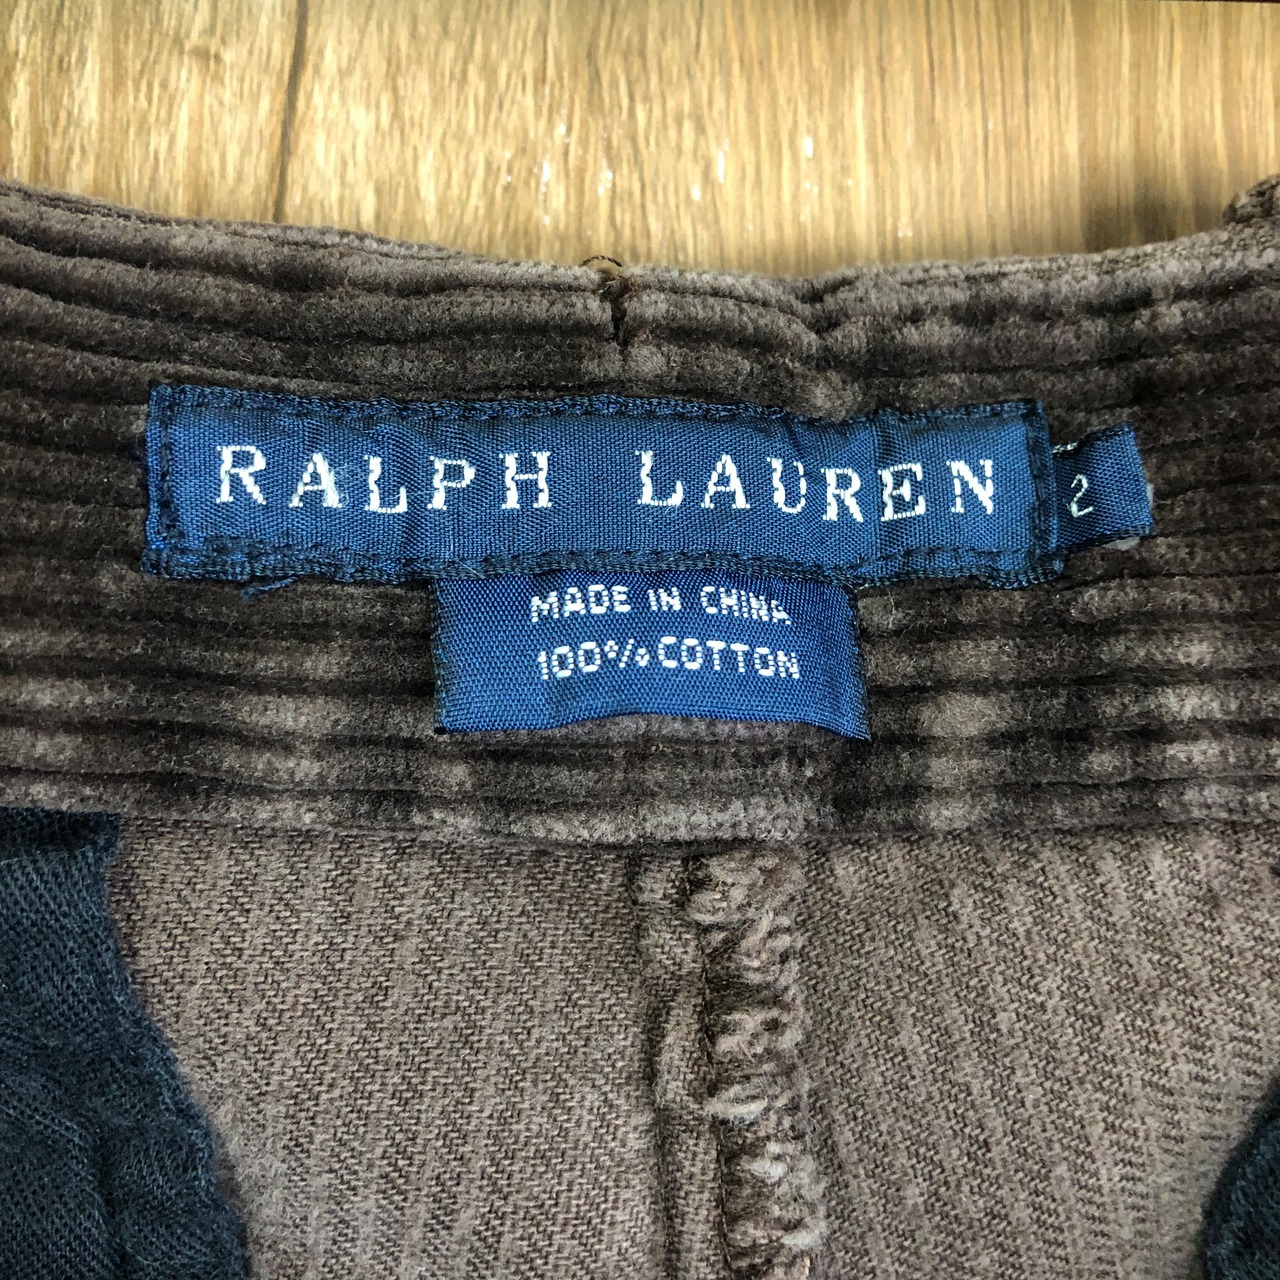 RALPH LAUREN
2
MADE IN CHINA
100% COTTON